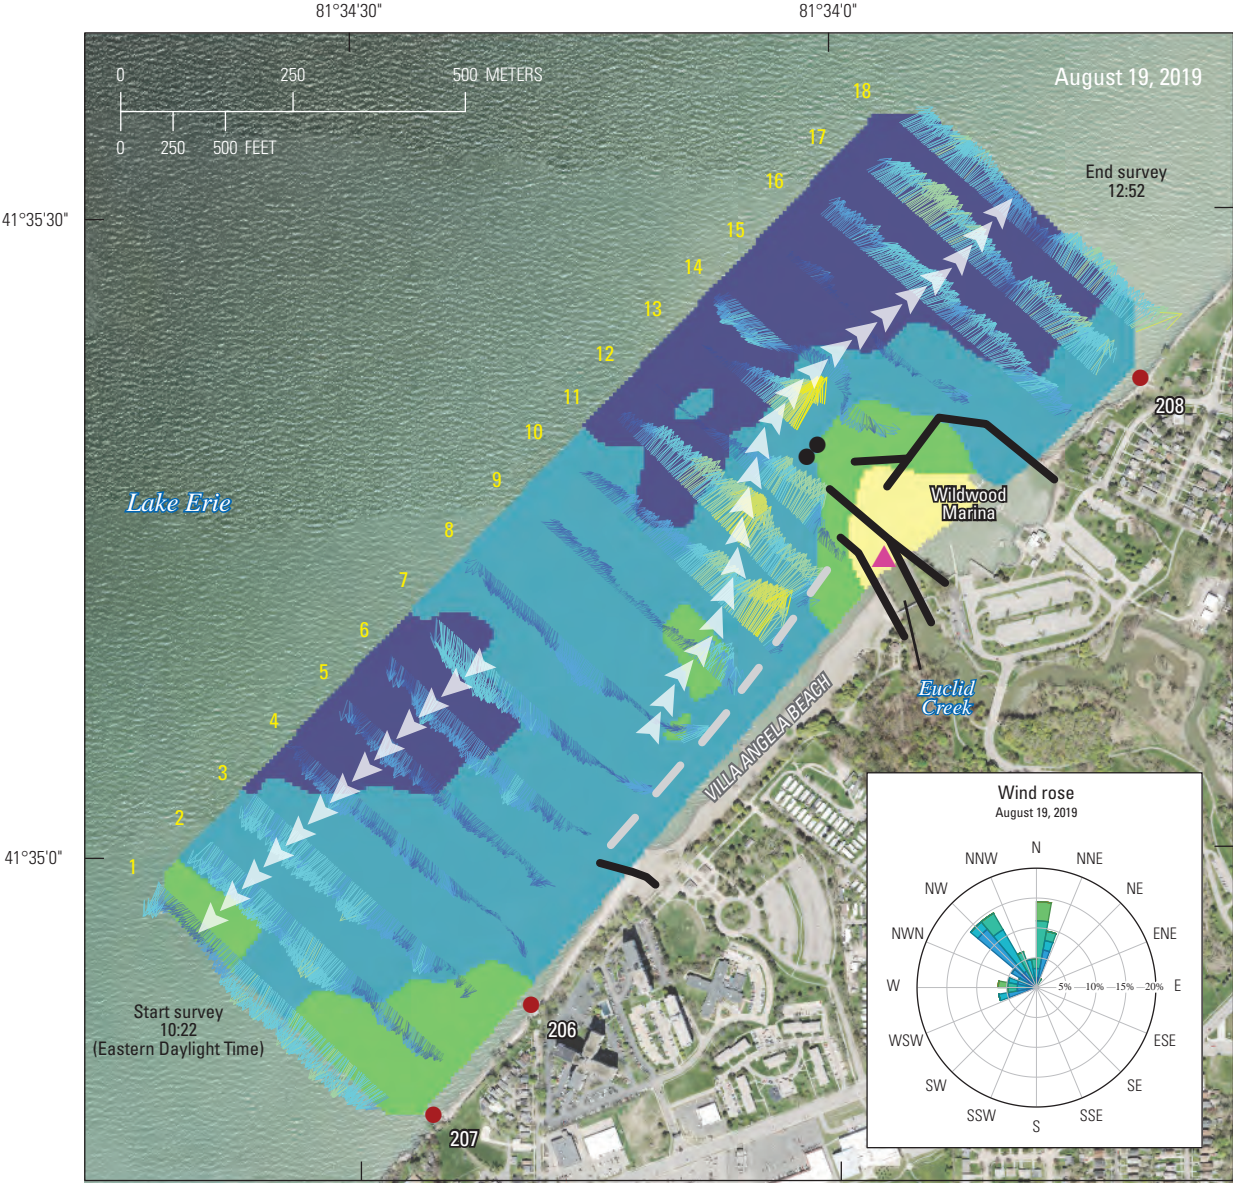 81°34'30"
81°34'0"
0
250
500 METERS
0
250
500 FEET
August 19, 2019
18
17
End survey
12:52
16
41°35'30"
15
14
13
12
11
208
10
9
Lake Erie
Wildwood
Marina
8
7
6
5
Euclid
Creek
VILLA ANGELA BEACH
4
3
2
41°35'0"
1
Start survey
10:22
(Eastern Daylight Time)
206
207
Wind rose
August 19, 2019
N
NNW
NNE
NW
NE
NWN
ENE
W
5%
10%
15%
20%
E
WSW
ESE
SW
SE
SSW
SSE
S